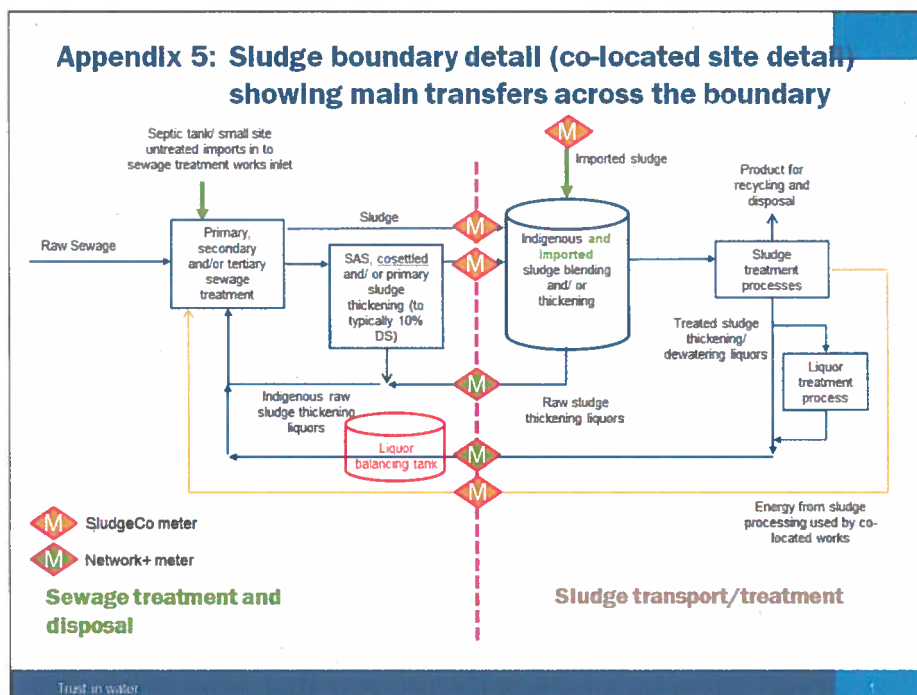 Appendix 5: Sludge boundary detail (co-located site detail)
showing main transfers across the boundary
Septic tank/ small site
untreated imports in to
sewage treatment works inlet
M
Imported sludge
Product for
recycling and
disposal
Raw Sewage
Primary,
secondary
and/or tertiary
sewage
treatment
Sludge
M
M
SAS, cosettled
and/ or primary
sludge
thickening (to
typically 10%
DS)
Indigenous and
imported
sludge blending
and/ or
thickening
Sludge
treatment
processes
Treated sludge
thickening/
dewatering liquors
Liquor
treatment
process
M
Indigenous raw
sludge thickening
liquors
Raw sludge
thickening liquors
Liquor
balancing tank
M
M
Energy from sludge
processing used by co-
located works
M SludgeCo meter
M Network+ meter
Sewage treatment and
disposal
Sludge transport/treatment
Trust in water